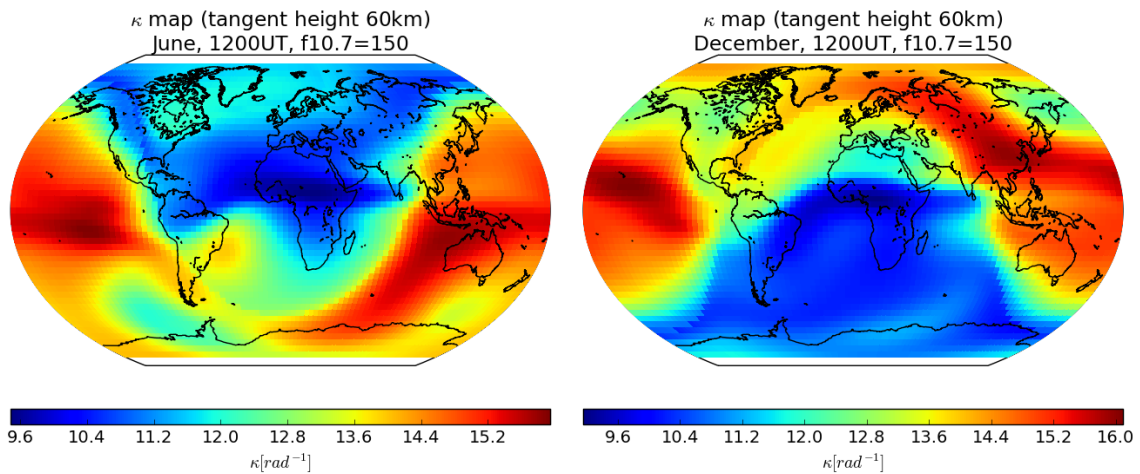 κ map (tangent height 60km)
June, 1200UT, f10.7=150
9.6 10.4 11.2 12.0 12.8 13.6 14.4 15.2
κ[rad⁻¹]
κ map (tangent height 60km)
December, 1200UT, f10.7=150
9.6 10.4 11.2 12.0 12.8 13.6 14.4 15.2 16.0
κ[rad⁻¹]